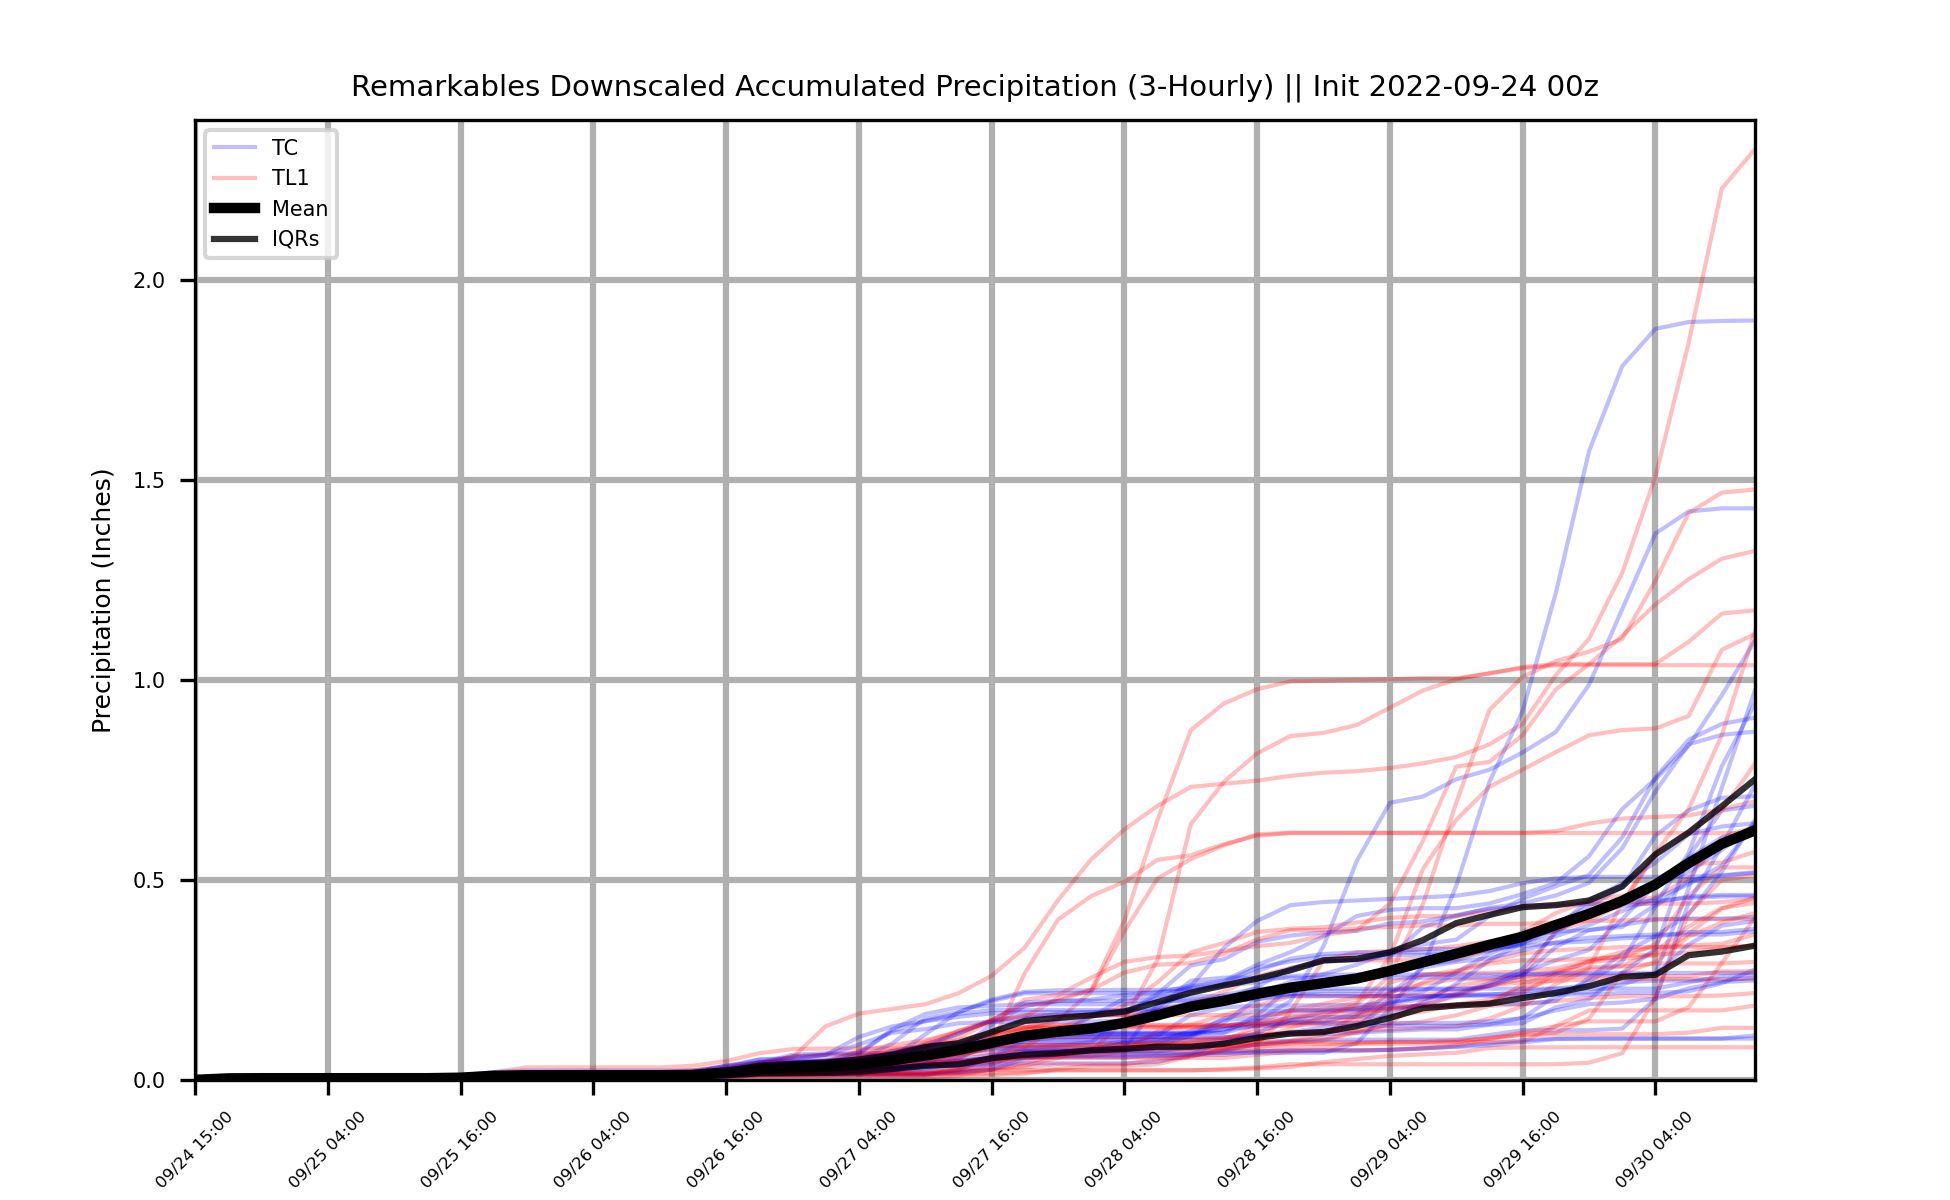 Remarkables Downscaled Accumulated Precipitation (3-Hourly) || Init 2022-09-24 00z
TC
TL1
Mean
IQRs
Precipitation (Inches)
2.0
1.5
1.0
0.5
0.0
09/24 15:00
09/25 04:00
09/25 16:00
09/26 04:00
09/26 16:00
09/27 04:00
09/27 16:00
09/28 04:00
09/28 16:00
09/29 04:00
09/29 16:00
09/30 04:00